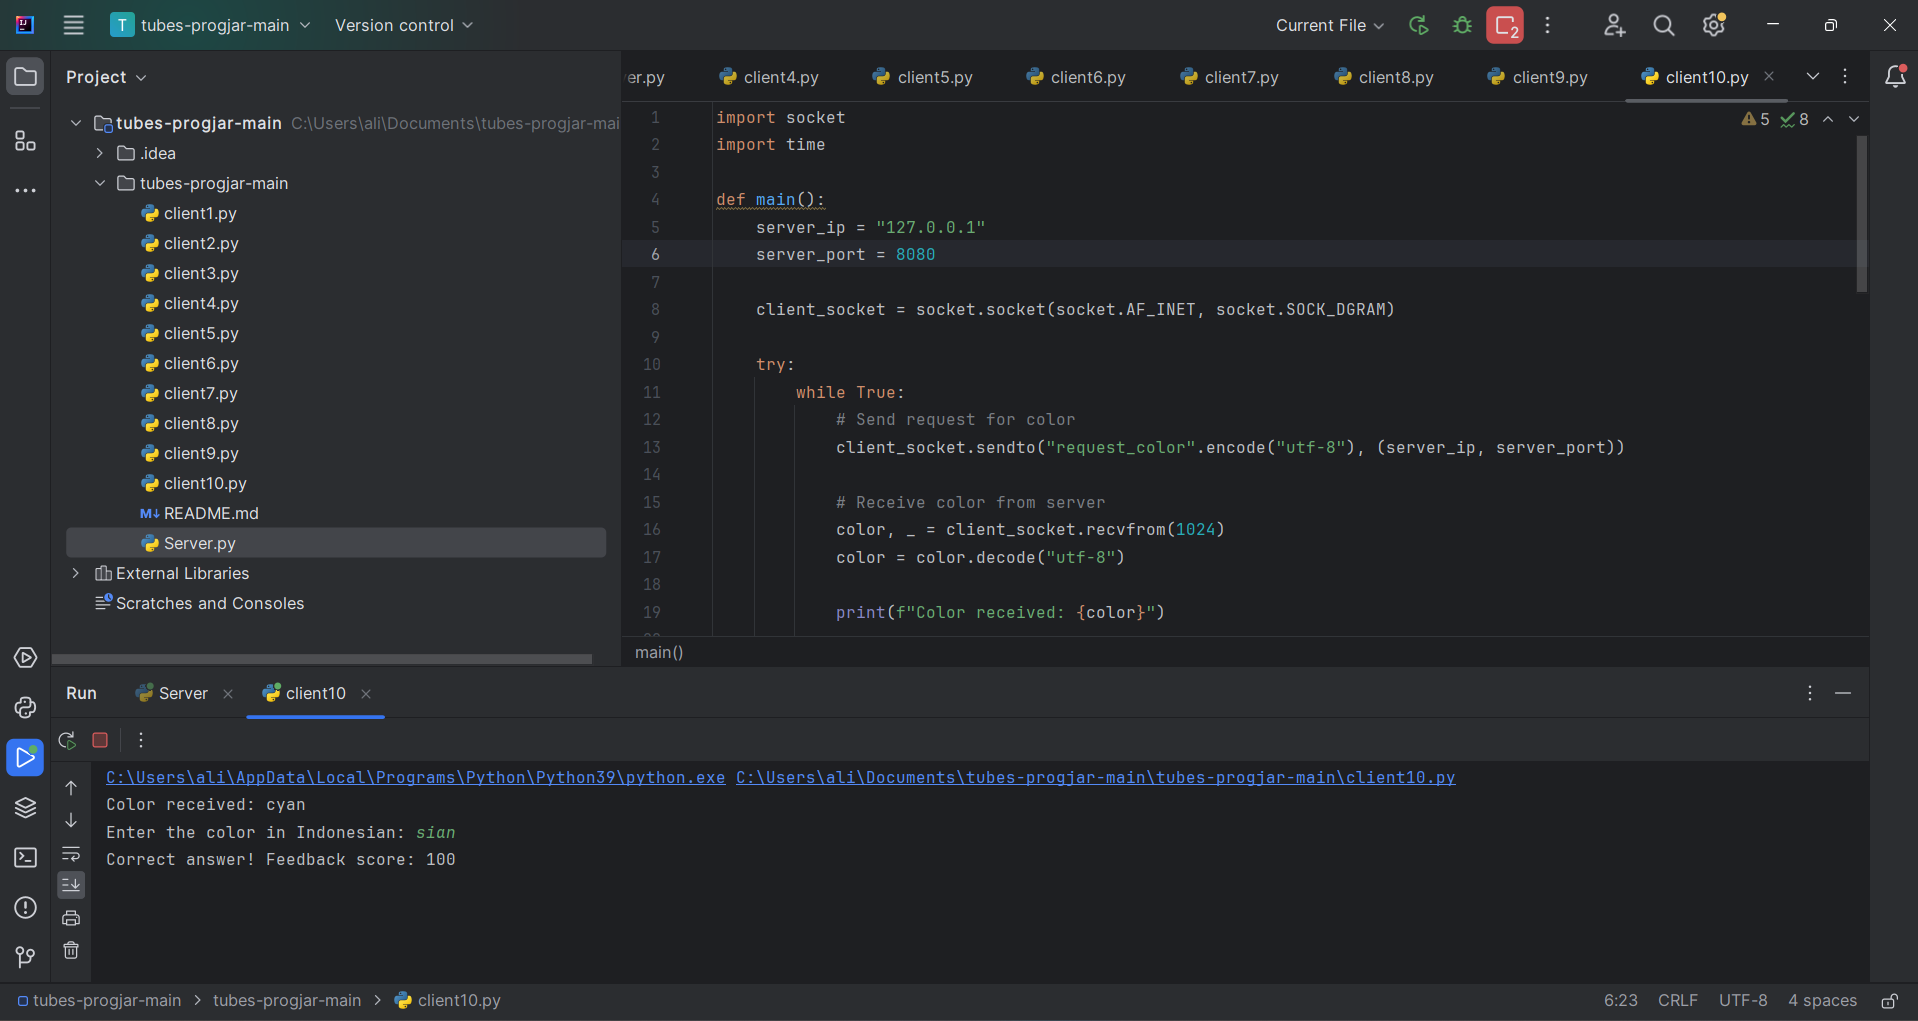 tubes-progjar-main Version control Current File 2
Project
er.py client4.py client5.py client6.py client7.py client8.py client9.py client10.py
tubes-progjar-main C:\Users\ali\Documents\tubes-progjar-mai
.idea
tubes-progjar-main
client1.py
client2.py
client3.py
client4.py
client5.py
client6.py
client7.py
client8.py
client9.py
client10.py
M↓ README.md
Server.py
External Libraries
Scratches and Consoles
5 8
1 import socket
2 import time
3
4 def main():
5 server_ip = "127.0.0.1"
6 server_port = 8080
7
8 client_socket = socket.socket(socket.AF_INET, socket.SOCK_DGRAM)
9
10 try:
11 while True:
12 # Send request for color
13 client_socket.sendto("request_color".encode("utf-8"), (server_ip, server_port))
14
15 # Receive color from server
16 color, _ = client_socket.recvfrom(1024)
17 color = color.decode("utf-8")
18
19 print(f"Color received: {color}")
main()
Run Server client10
C:\Users\ali\AppData\Local\Programs\Python\Python39\python.exe C:\Users\ali\Documents\tubes-progjar-main\tubes-progjar-main\client10.py
Color received: cyan
Enter the color in Indonesian: sian
Correct answer! Feedback score: 100
tubes-progjar-main > tubes-progjar-main > client10.py 6:23 CRLF UTF-8 4 spaces